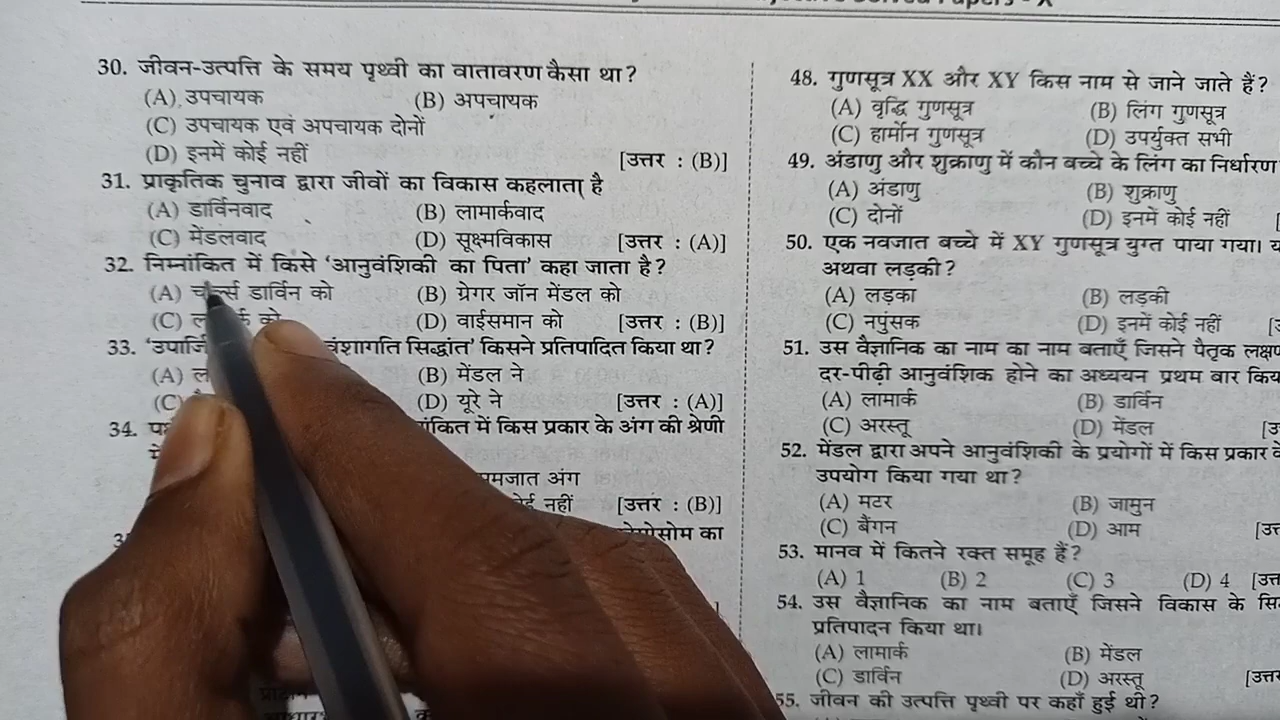 30. जीवन-उत्पत्ति के समय पृथ्वी का वातावरण कैसा था?
(A) उपचायक (B) अपचायक
(C) उपचायक एवं अपचायक दोनों
(D) इनमें कोई नहीं [उत्तर : (B)]
31. प्राकृतिक चुनाव द्वारा जीवों का विकास कहलाता है
(A) डार्विनवाद (B) लामार्कवाद
(C) मेंडलवाद (D) सूक्ष्मविकास [उत्तर : (A)]
32. निम्नांकित में किसे 'आनुवंशिकी का पिता' कहा जाता है?
(A) डार्विन को (B) ग्रेगर जॉन मेंडल को
(C) को (D) वाईसमान को [उत्तर : (B)]
33. सिद्धांत' किसने प्रतिपादित किया था?
(A) (B) मेंडल ने
(C) (D) यूरे ने [उत्तर : (A)]
34. में किस प्रकार के अंग की श्रेणी
अंग
नहीं [उत्तर : (B)]
का
48. गुणसूत्र XX और XY किस नाम से जाने जाते हैं?
(A) वृद्धि गुणसूत्र (B) लिंग गुणसूत्र
(C) हार्मोन गुणसूत्र (D) उपर्युक्त सभी
49. अंडाणु और शुक्राणु में कौन बच्चे के लिंग का निर्धारण
(A) अंडाणु (B) शुक्राणु
(C) दोनों (D) इनमें कोई नहीं
50. एक नवजात बच्चे में XY गुणसूत्र युग्त पाया गया।
अथवा लड़की?
(A) लड़का (B) लड़की
(C) नपुंसक (D) इनमें कोई नहीं
51. उस वैज्ञानिक का नाम का नाम बताएँ जिसने पैतृक
दर-पीढ़ी आनुवंशिक होने का अध्ययन प्रथम बार
(A) लामार्क (B) डार्विन
(C) अरस्तू (D) मेंडल
52. मेंडल द्वारा अपने आनुवंशिकी के प्रयोगों में किस प्रकार
उपयोग किया गया था?
(A) मटर (B) जामुन
(C) बैंगन (D) आम
53. मानव में कितने रक्त समूह हैं?
(A) 1 (B) 2 (C) 3 (D) 4
54. उस वैज्ञानिक का नाम बताएँ जिसने विकास के
प्रतिपादन किया था।
(A) लामार्क (B) मेंडल
(C) डार्विन (D) अरस्तू
55. जीवन की उत्पत्ति पृथ्वी पर कहाँ हुई थी?